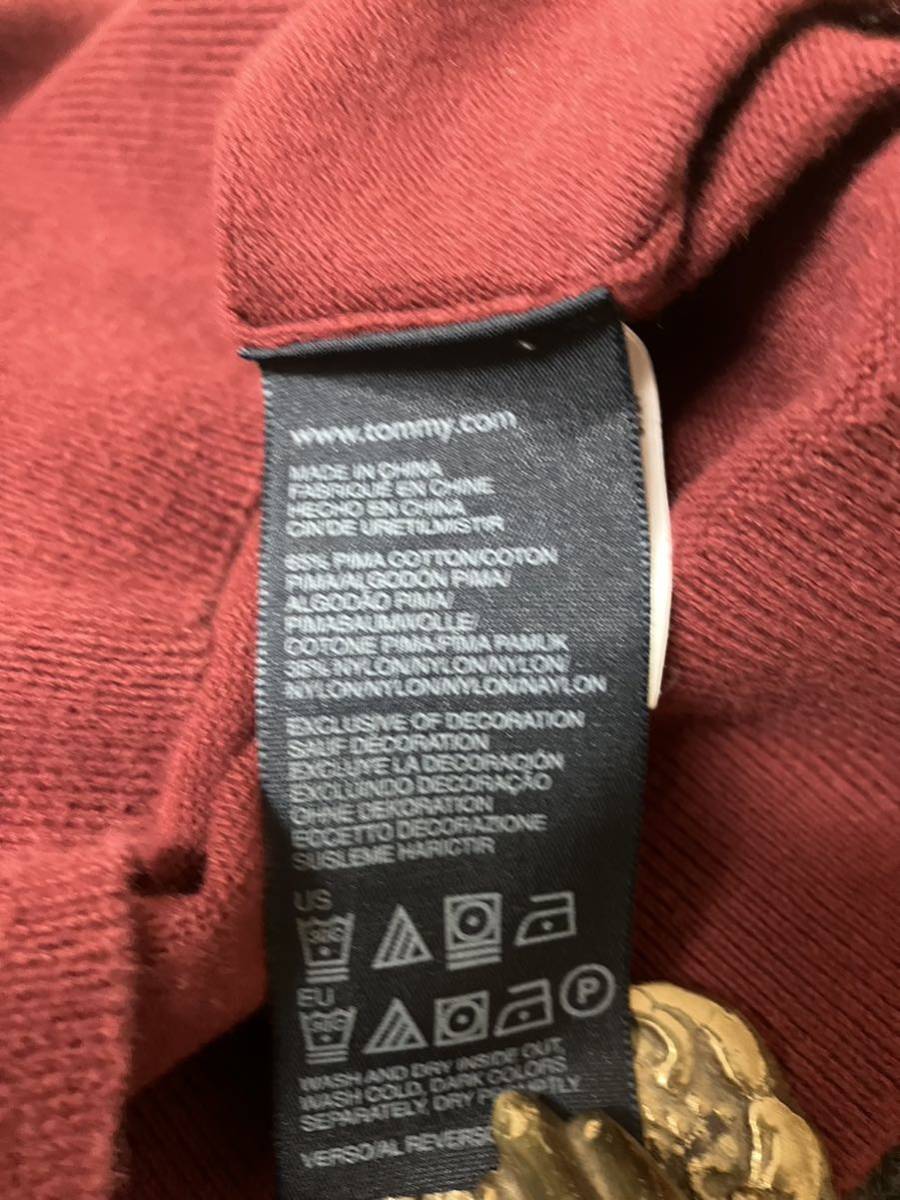 www.tommy.com
MADE IN CHINA
FABRIQUÉ EN CHINE
HECHO EN CHINA
CIN'DE URETILMISTIR
65% PIMA COTTON/COTON
PIMA/ALGODÓN PIMA/
ALGODÃO PIMA/
PIMABAUMWOLLE/
COTONE PIMA/PIMA PAMUK
35% NYLON/NYLON/NYLON/
NYLON/NYLON/NYLON/NAYLON
EXCLUSIVE OF DECORATION
SAUF DÉCORATION
EXCLUYE LA DECORACIÓN
EXCLUINDO DECORAÇÃO
OHNE DEKORATION
ECCETTO DECORAZIONE
SUSLEME HARICTIR
US
EU
P
WASH AND DRY INSIDE OUT,
WASH COLD, DARK COLORS
SEPARATELY, DRY
VERSO/AL